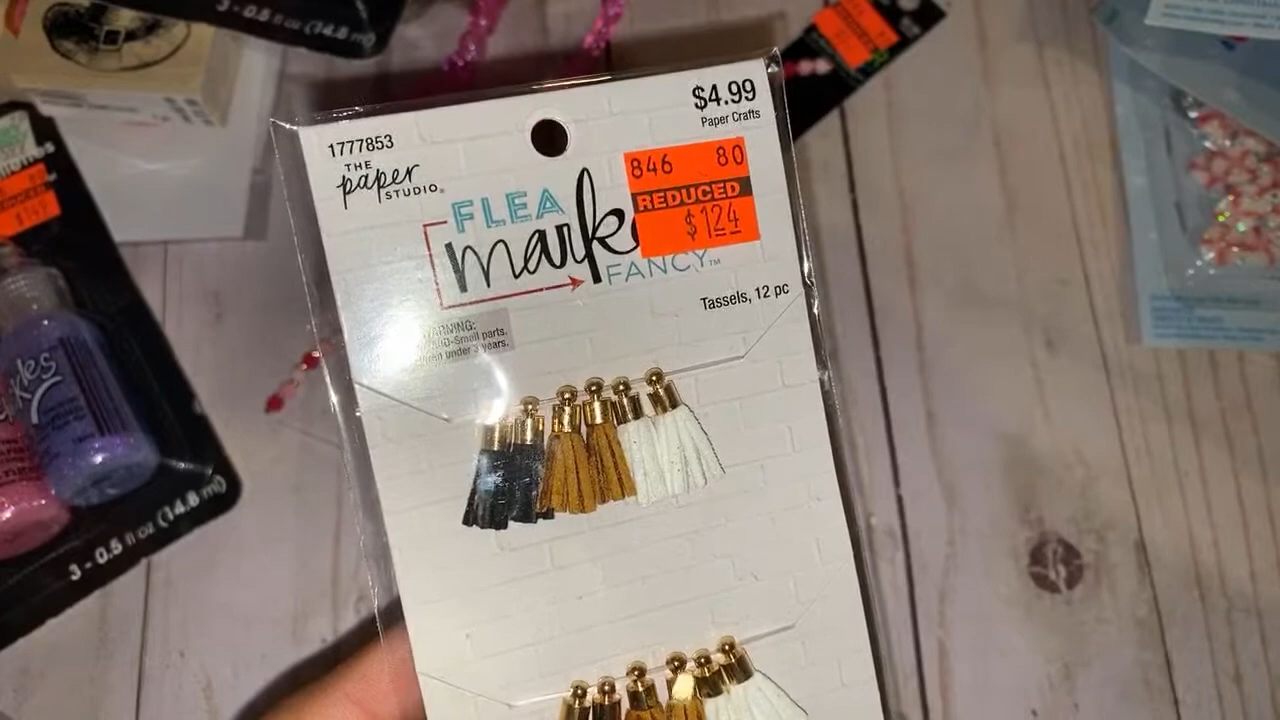 3 - 0.5 fl oz (14.8 ml)
1777853
THE
paper
STUDIO
$4.99
Paper Crafts
846 80
REDUCED
$124
FLEA
FANCY™
Tassels, 12 pc
WARNING:
Small parts.
under 3 years.
REDUCED
3 - 0.5 fl oz (14.8 ml)